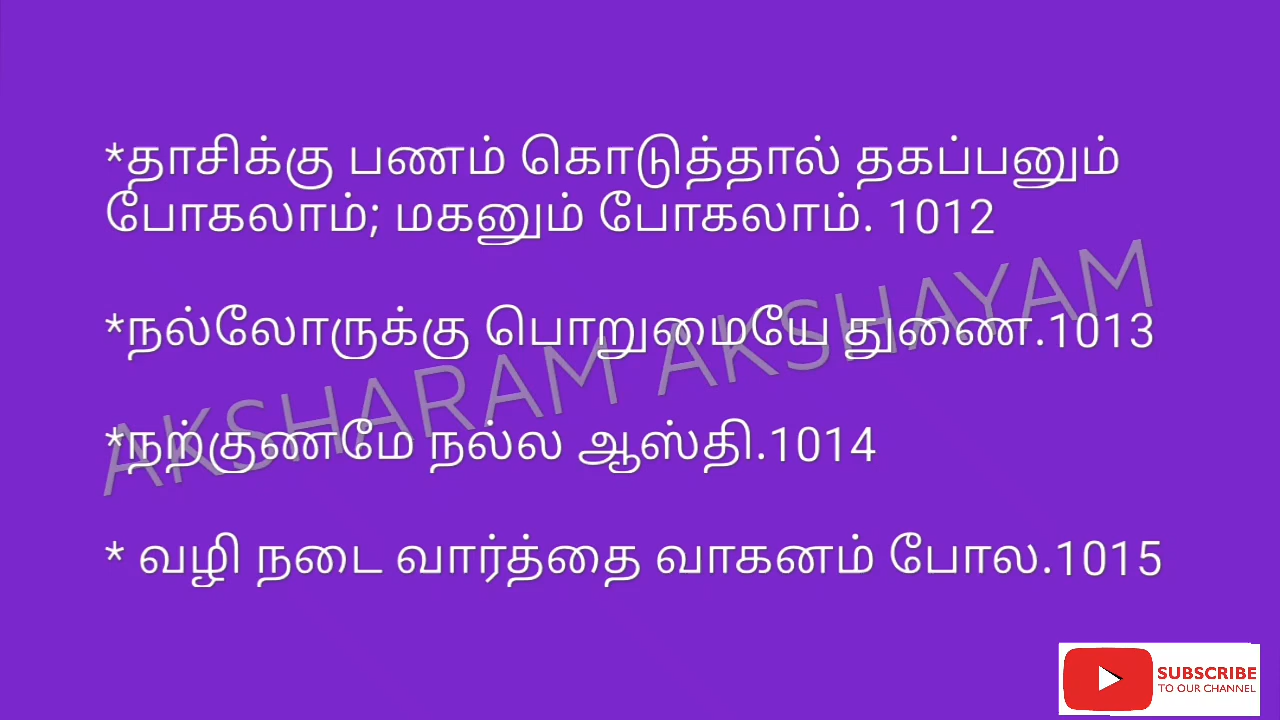 *தாசிக்கு பணம் கொடுத்தால் தகப்பனும்
போகலாம்; மகனும் போகலாம். 1012
*நல்லோருக்கு பொறுமையே துணை.1013
AKSHARAM AKSHAYAM
*நற்குணமே நல்ல ஆஸ்தி.1014
* வழி நடை வார்த்தை வாகனம் போல.1015
SUBSCRIBE
TO OUR CHANNEL